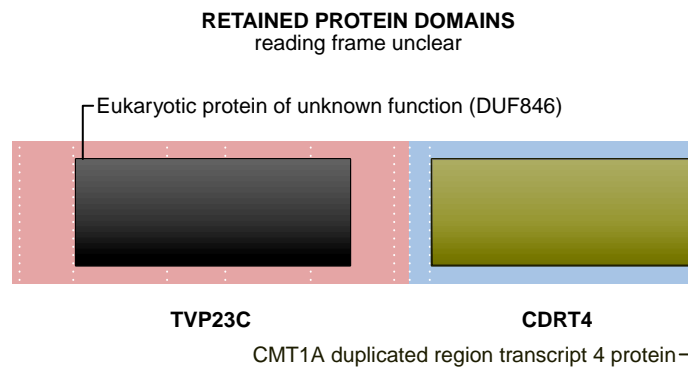 RETAINED PROTEIN DOMAINS
reading frame unclear
Eukaryotic protein of unknown function (DUF846)
TVP23C
CDRT4
CMT1A duplicated region transcript 4 protein